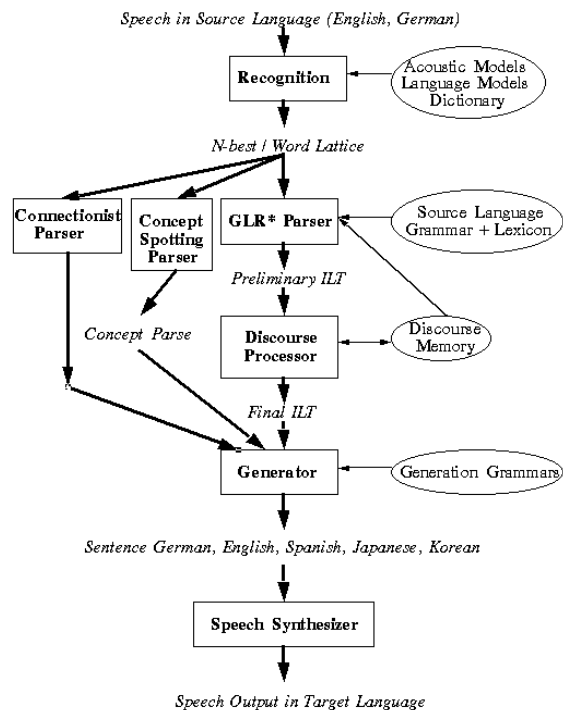 Speech in Source Language (English, German)
Recognition
Acoustic Models
Language Models
Dictionary
N-best / Word Lattice
Connectionist
Parser
Concept
Spotting
Parser
GLR* Parser
Source Language
Grammar + Lexicon
Preliminary ILT
Concept Parse
Discourse
Processor
Discourse
Memory
Final ILT
Generator
Generation Grammars
Sentence German, English, Spanish, Japanese, Korean
Speech Synthesizer
Speech Output in Target Language